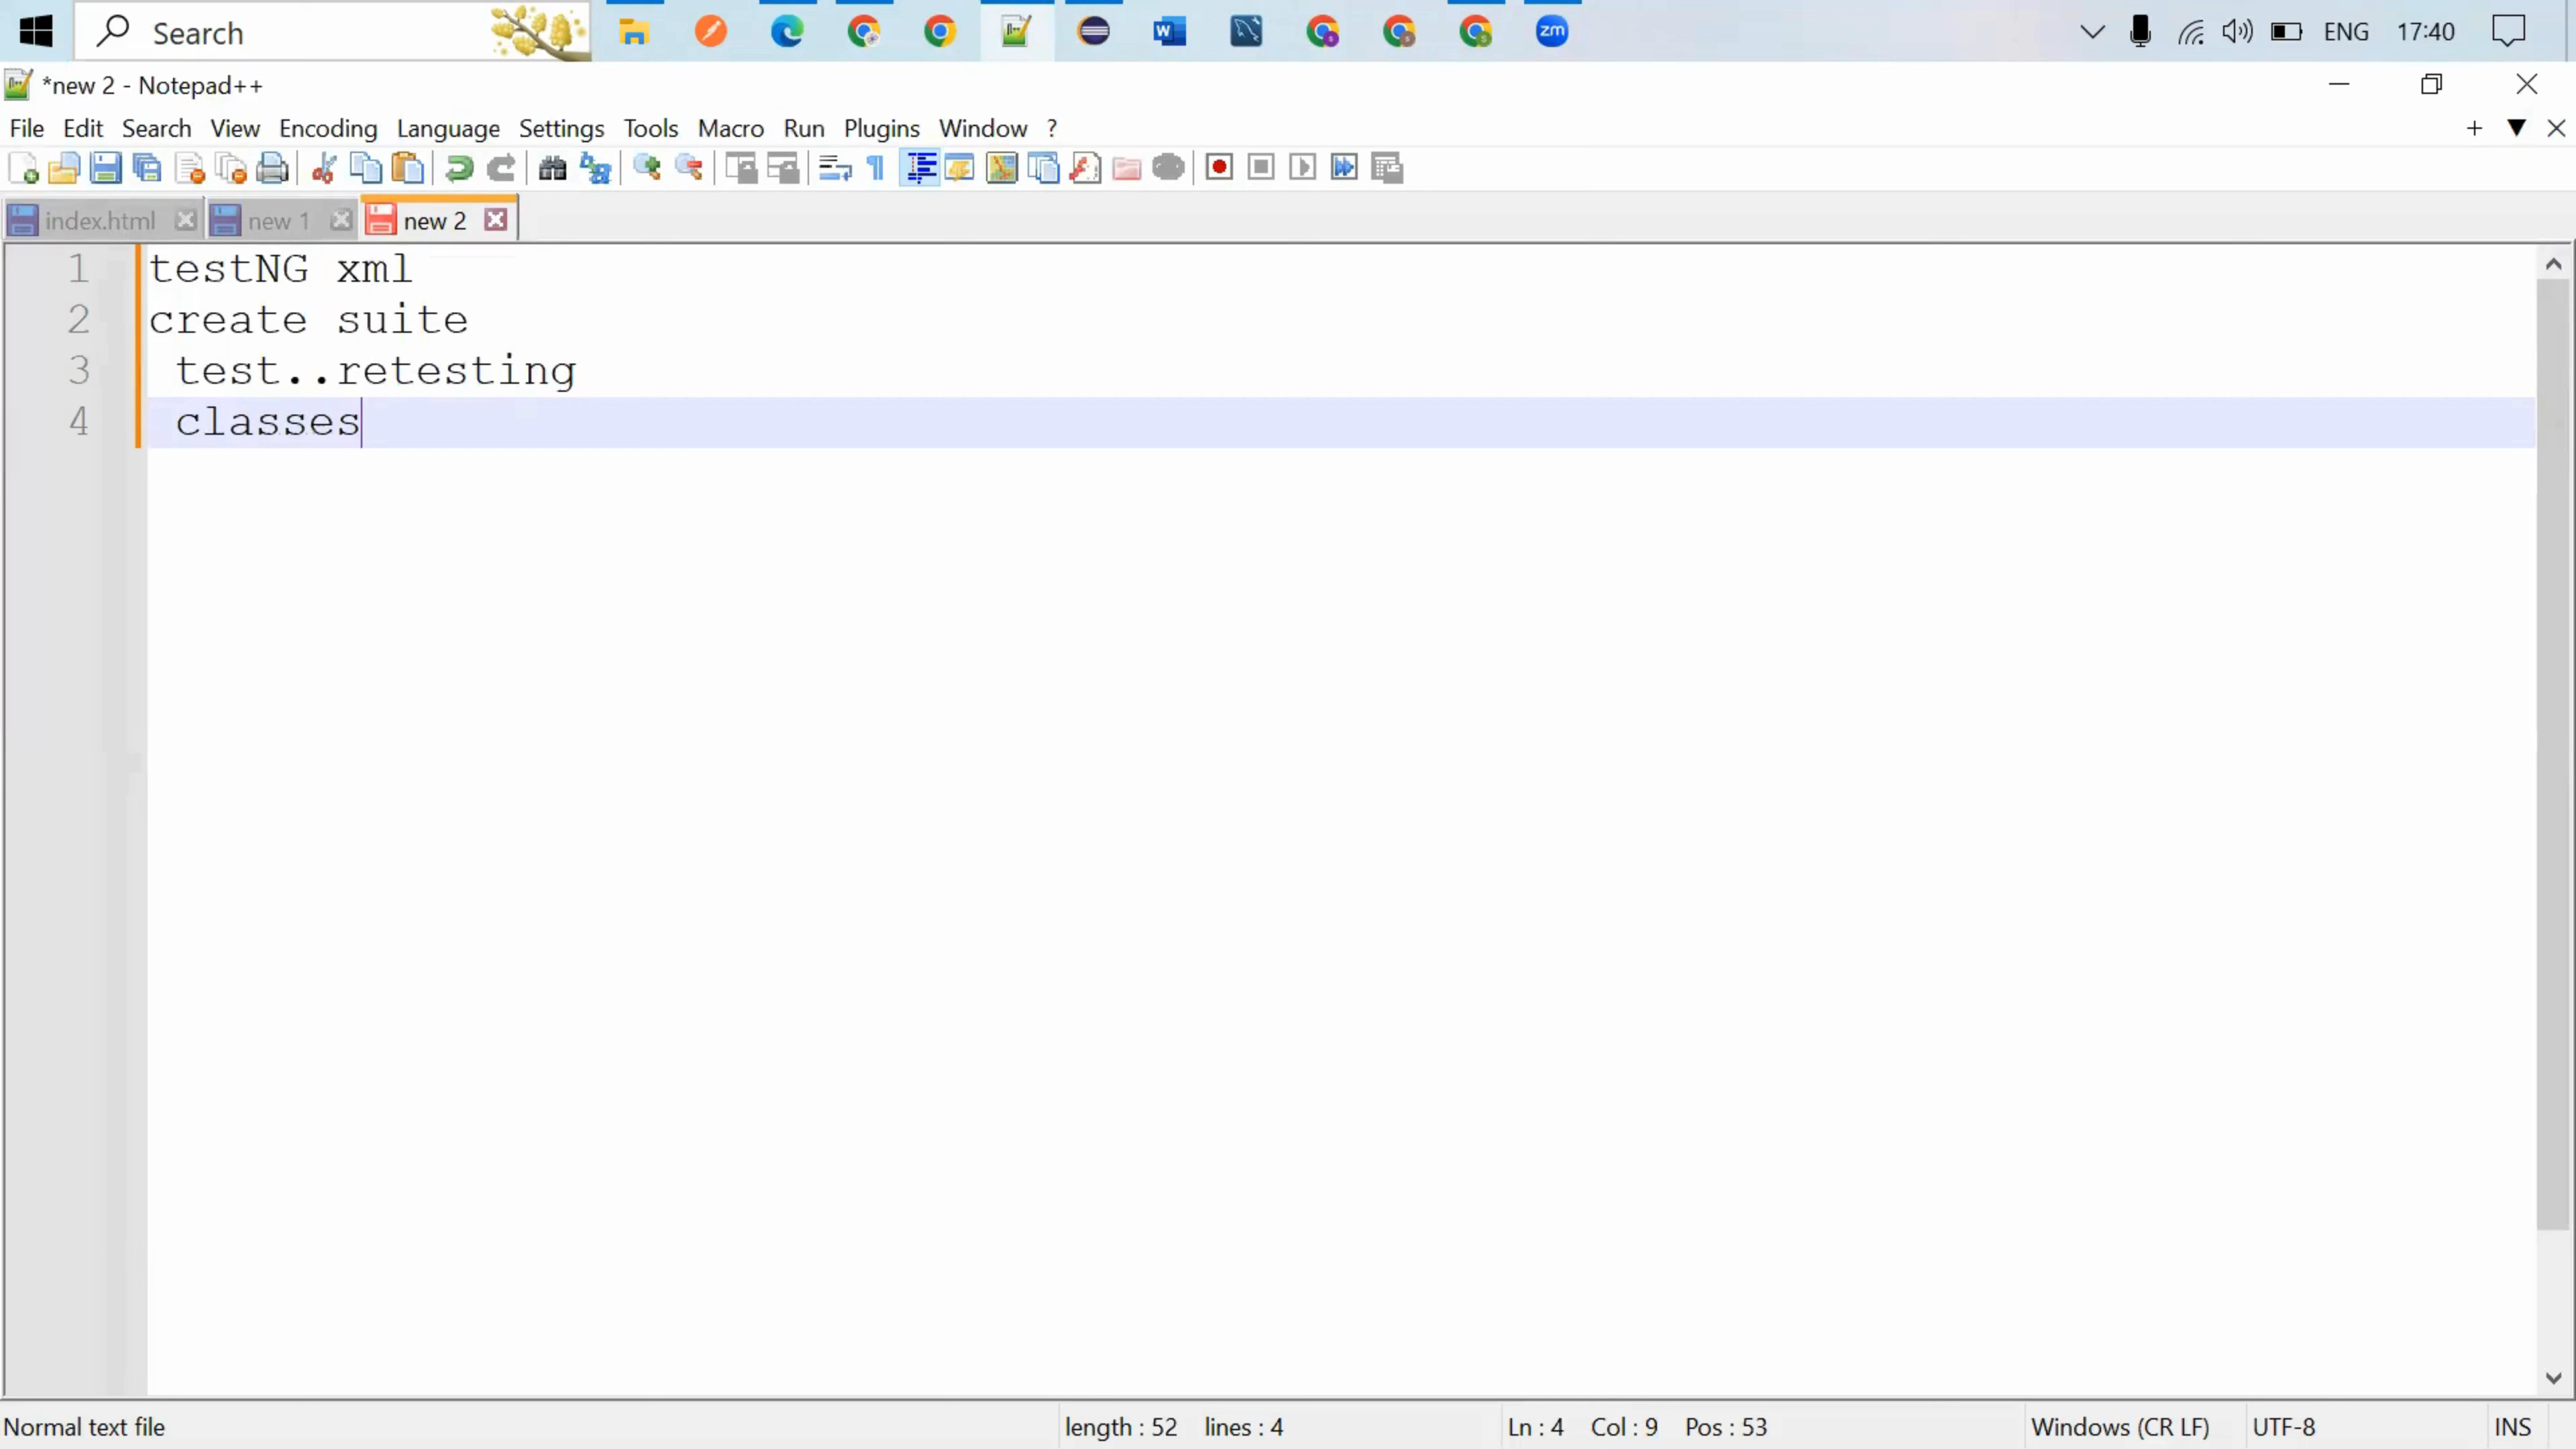 Search
zm
ENG 17:40
*new 2 - Notepad++
File Edit Search View Encoding Language Settings Tools Macro Run Plugins Window ?
index.html new 1 new 2
1 testNG xml
2 create suite
3 test..retesting
4 classes
Normal text file length : 52 lines : 4 Ln : 4 Col : 9 Pos : 53 Windows (CR LF) UTF-8 INS